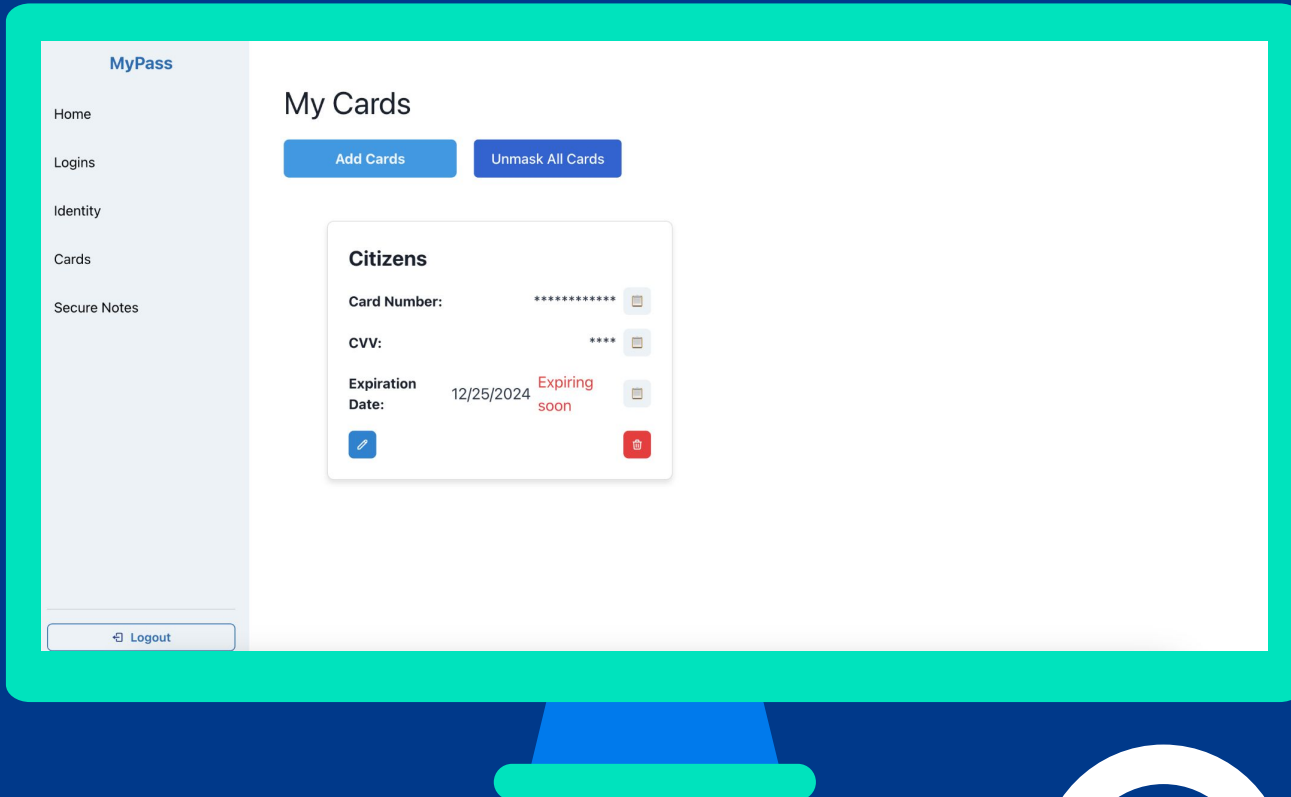 MyPass
Home
Logins
Identity
Cards
Secure Notes
Logout
My Cards
Add Cards
Unmask All Cards
Citizens
Card Number: ************
CVV: ****
Expiration Date: 12/25/2024 Expiring soon